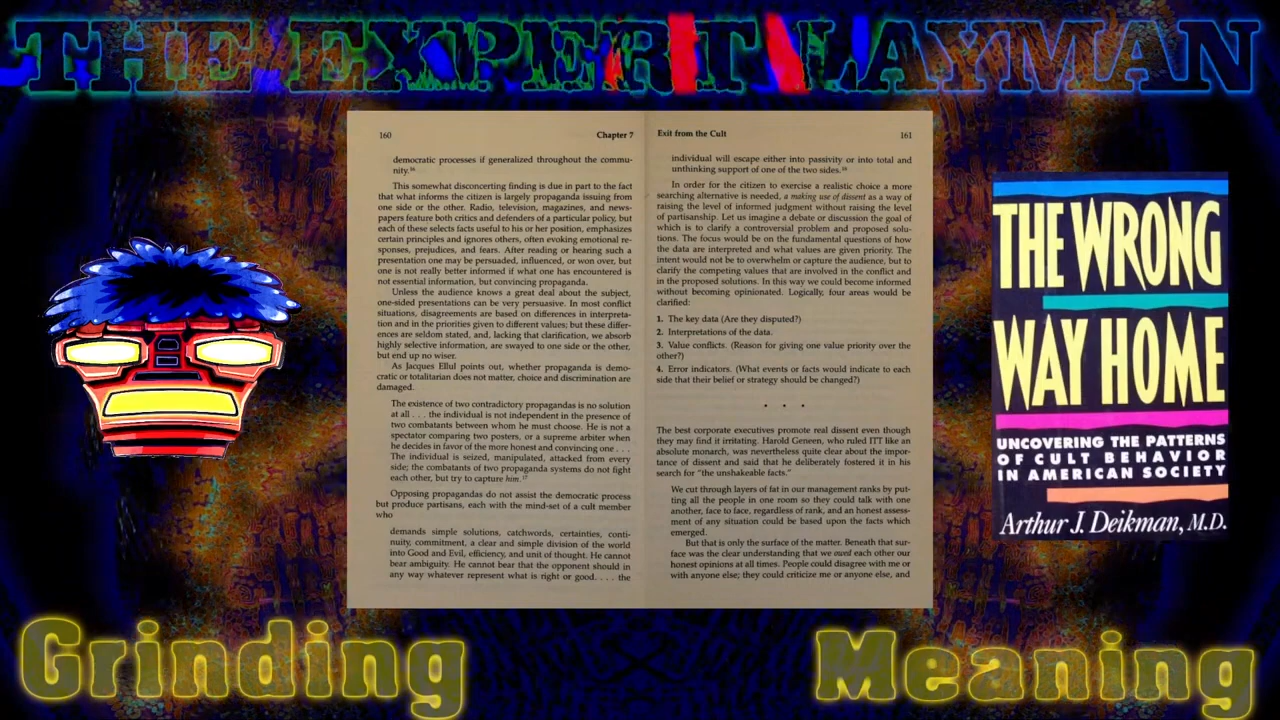 THE EXPERT LAYMAN
160 Chapter 7
democratic processes if generalized throughout the commu-
nity.¹⁶
This somewhat disconcerting finding is due in part to the fact
that what informs the citizen is largely propaganda issuing from
one side or the other. Radio, television, magazines, and news-
papers feature both critics and defenders of a particular policy, but
each of these selects facts useful to his or her position, emphasizes
certain principles and ignores others, often evoking emotional re-
sponses, prejudices, and fears. After reading or hearing such a
presentation one may be persuaded, influenced, or won over, but
one is not really better informed if what one has encountered is
not essential information, but convincing propaganda.
Unless the audience knows a great deal about the subject,
one-sided presentations can be very persuasive. In most conflict
situations, disagreements are based on differences in interpreta-
tion and in the priorities given to different values; but these differ-
ences are seldom stated, and, lacking that clarification, we absorb
highly selective information, are swayed to one side or the other,
but end up no wiser.
As Jacques Ellul points out, whether propaganda is demo-
cratic or totalitarian does not matter, choice and discrimination are
damaged.
The existence of two contradictory propagandas is no solution
at all . . . the individual is not independent in the presence of
two combatants between whom he must choose. He is not a
spectator comparing two posters, or a supreme arbiter when
he decides in favor of the more honest and convincing one . . .
The individual is seized, manipulated, attacked from every
side; the combatants of two propaganda systems do not fight
each other, but try to capture him.¹⁷
Opposing propagandas do not assist the democratic process
but produce partisans, each with the mind-set of a cult member
who
demands simple solutions, catchwords, certainties, conti-
nuity, commitment, a clear and simple division of the world
into Good and Evil, efficiency, and unit of thought. He cannot
bear ambiguity. He cannot bear that the opponent should in
any way whatever represent what is right or good. . . . the
Exit from the Cult 161
individual will escape either into passivity or into total and
unthinking support of one of the two sides.¹⁸
In order for the citizen to exercise a realistic choice a more
searching alternative is needed, a making use of dissent as a way of
raising the level of informed judgment without raising the level
of partisanship. Let us imagine a debate or discussion the goal of
which is to clarify a controversial problem and proposed solu-
tions. The focus would be on the fundamental questions of how
the data are interpreted and what values are given priority. The
intent would not be to overwhelm or capture the audience, but to
clarify the competing values that are involved in the conflict and
in the proposed solutions. In this way we could become informed
without becoming opinionated. Logically, four areas would be
clarified:
1. The key data (Are they disputed?)
2. Interpretations of the data.
3. Value conflicts. (Reason for giving one value priority over the
other?)
4. Error indicators. (What events or facts would indicate to each
side that their belief or strategy should be changed?)
• • •
The best corporate executives promote real dissent even though
they may find it irritating. Harold Geneen, who ruled ITT like an
absolute monarch, was nevertheless quite clear about the impor-
tance of dissent and said that he deliberately fostered it in his
search for "the unshakeable facts."
We cut through layers of fat in our management ranks by put-
ting all the people in one room so they could talk with one
another, face to face, regardless of rank, and an honest assess-
ment of any situation could be based upon the facts which
emerged.
But that is only the surface of the matter. Beneath that sur-
face was the clear understanding that we owed each other our
honest opinions at all times. People could disagree with me or
with anyone else; they could criticize me or anyone else, and
THE WRONG
WAY HOME
UNCOVERING THE PATTERNS
OF CULT BEHAVIOR
IN AMERICAN SOCIETY
Arthur J. Deikman, M.D.
Grinding Meaning